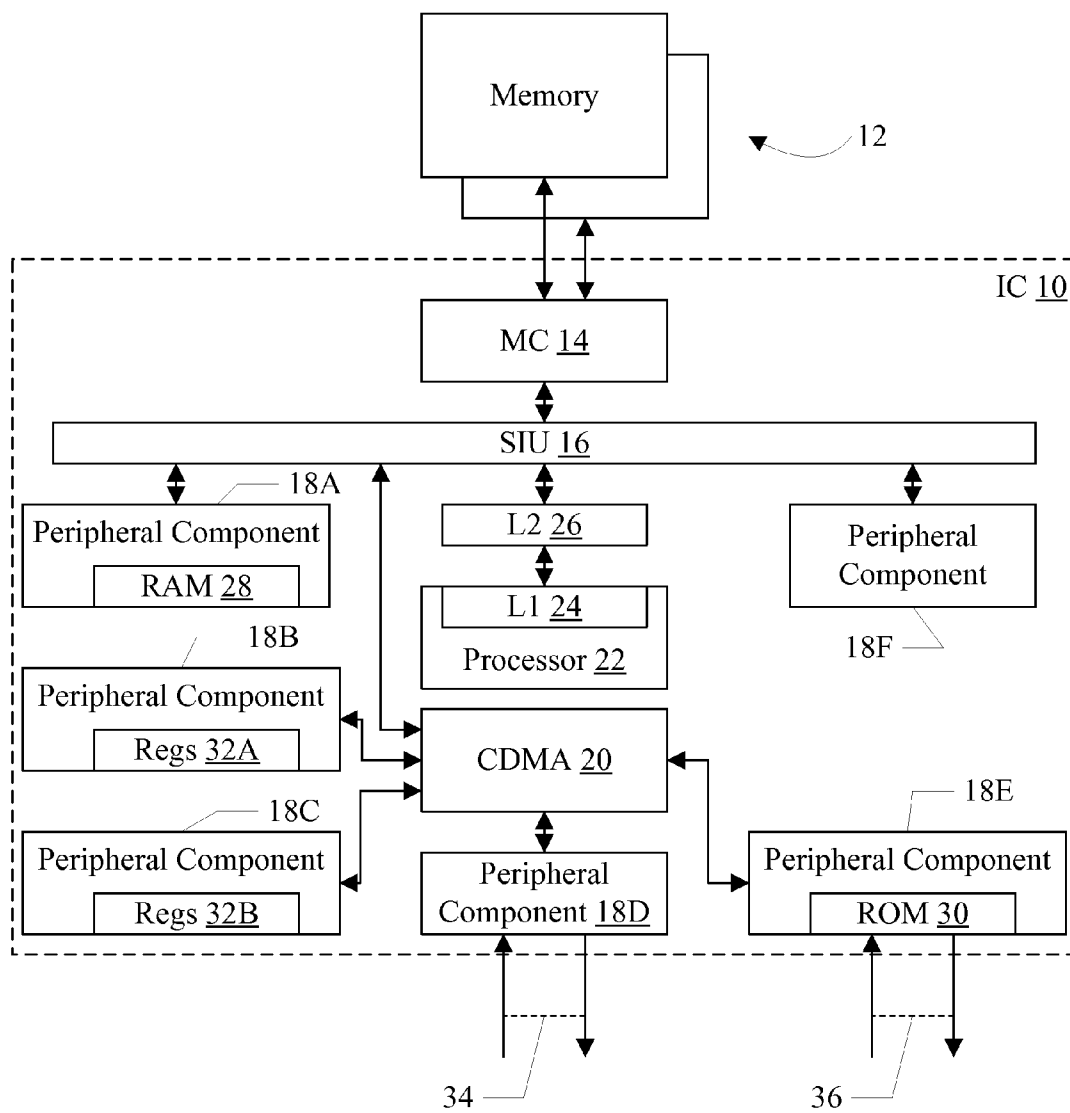 Memory
12
IC 10
MC 14
SIU 16
18A
Peripheral Component
RAM 28
L2 26
L1 24
Processor 22
Peripheral
Component
18F
18B
Peripheral Component
Regs 32A
CDMA 20
18C
Peripheral Component
Regs 32B
Peripheral
Component 18D
18E
Peripheral Component
ROM 30
34
36